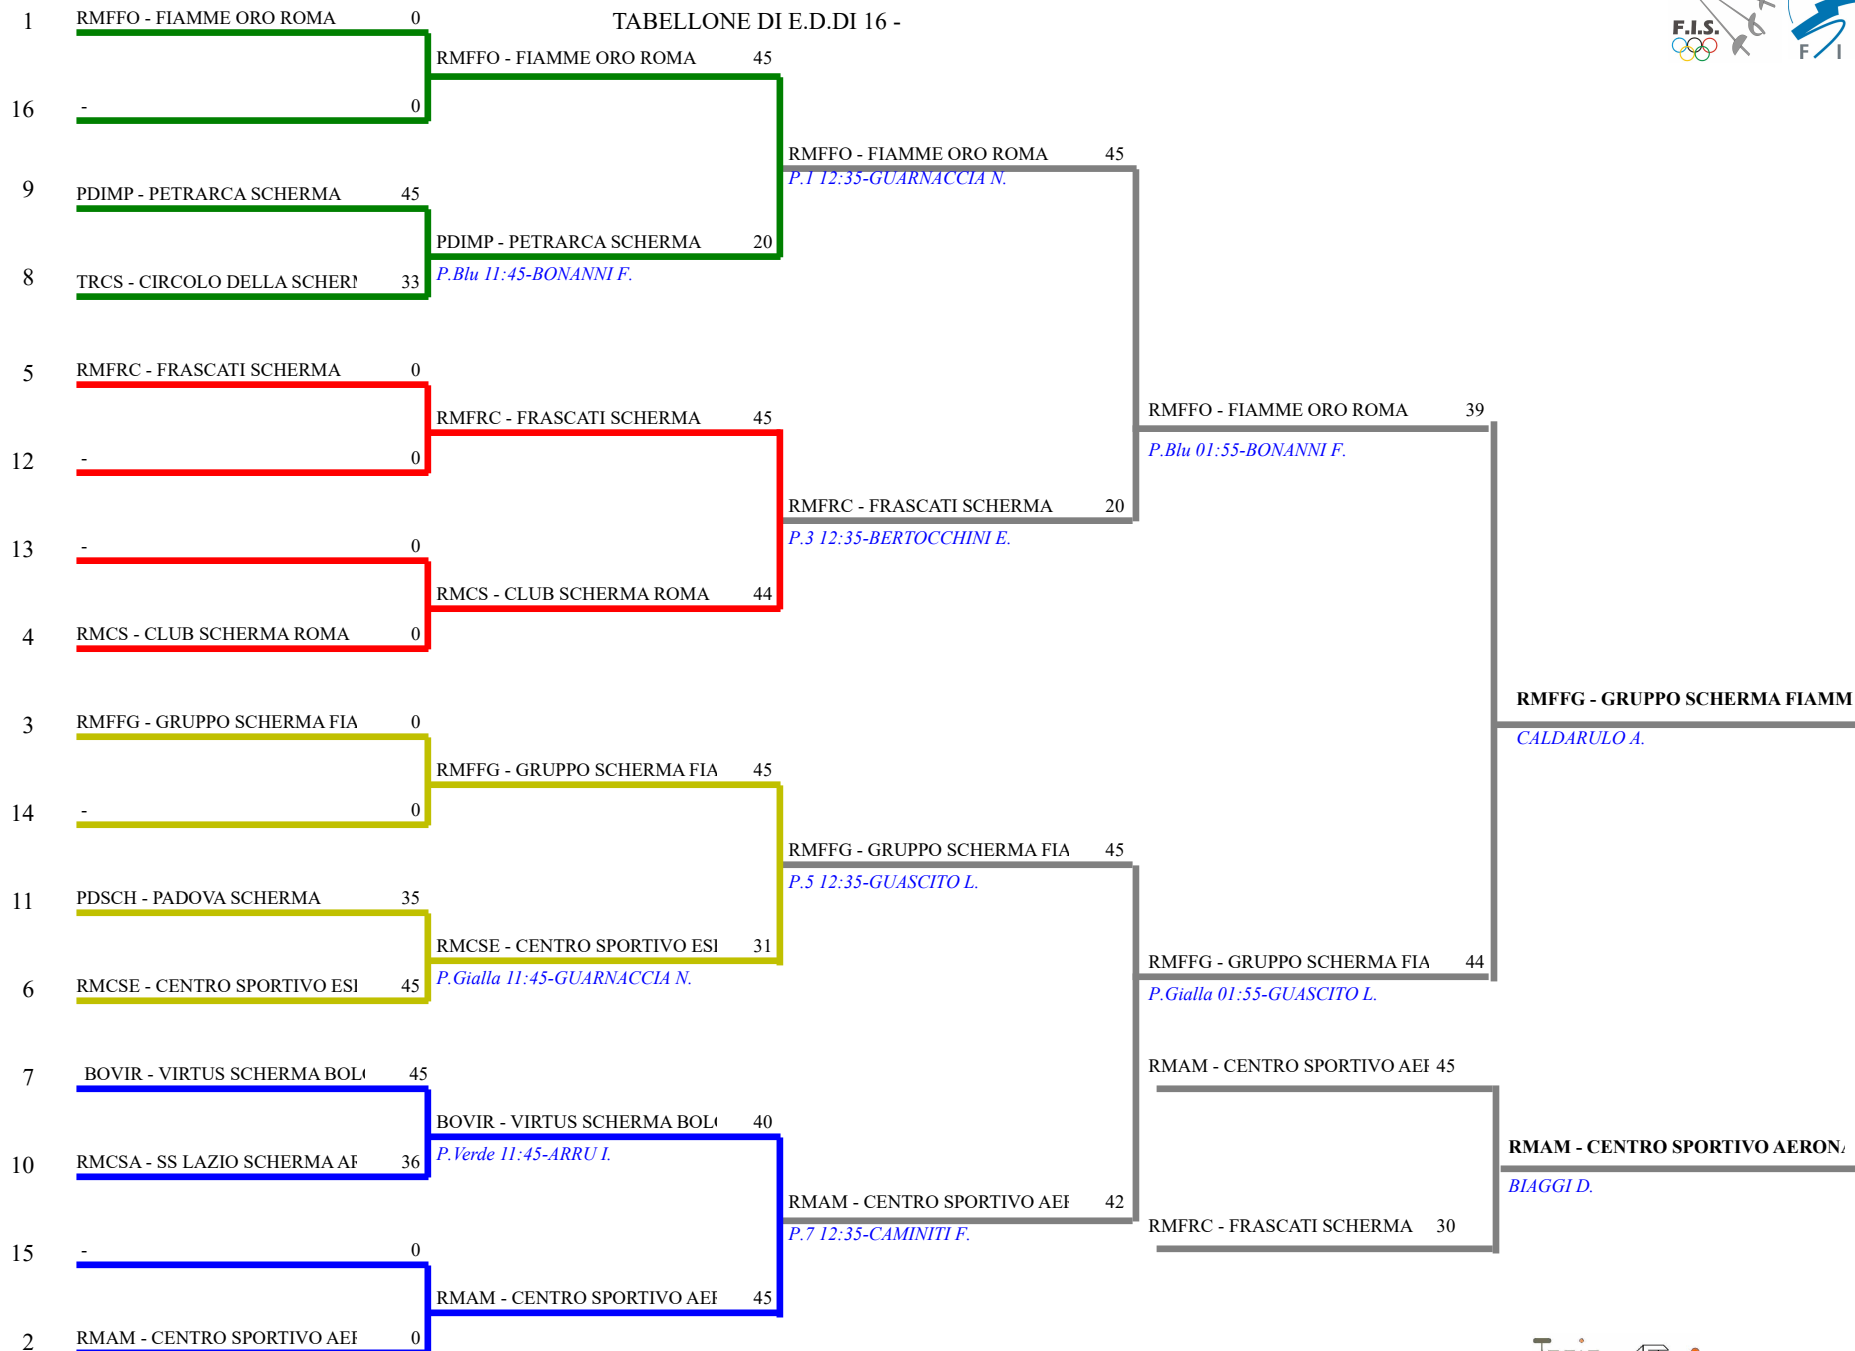 TABELLONE DI E.D.DI 16 -
F.I.S.
F I
1 RMFFO - FIAMME ORO ROMA 0
RMFFO - FIAMME ORO ROMA 45
16 - 0
RMFFO - FIAMME ORO ROMA 45
P.1 12:35-GUARNACCIA N.
9 PDIMP - PETRARCA SCHERMA 45
PDIMP - PETRARCA SCHERMA 20
P.Blu 11:45-BONANNI F.
8 TRCS - CIRCOLO DELLA SCHERM 33
5 RMFRC - FRASCATI SCHERMA 0
RMFRC - FRASCATI SCHERMA 45
RMFFO - FIAMME ORO ROMA 39
P.Blu 01:55-BONANNI F.
12 - 0
RMFRC - FRASCATI SCHERMA 20
P.3 12:35-BERTOCCHINI E.
13 - 0
RMCS - CLUB SCHERMA ROMA 44
4 RMCS - CLUB SCHERMA ROMA 0
RMFFG - GRUPPO SCHERMA FIAMM
CALDARULO A.
3 RMFFG - GRUPPO SCHERMA FIA 0
RMFFG - GRUPPO SCHERMA FIA 45
14 - 0
RMFFG - GRUPPO SCHERMA FIA 45
P.5 12:35-GUASCITO L.
11 PDSCH - PADOVA SCHERMA 35
RMCSE - CENTRO SPORTIVO ESI 31
P.Gialla 11:45-GUARNACCIA N.
RMFFG - GRUPPO SCHERMA FIA 44
P.Gialla 01:55-GUASCITO L.
6 RMCSE - CENTRO SPORTIVO ESI 45
RMAM - CENTRO SPORTIVO AER 45
7 BOVIR - VIRTUS SCHERMA BOLO 45
BOVIR - VIRTUS SCHERMA BOLO 40
P.Verde 11:45-ARRU I.
RMAM - CENTRO SPORTIVO AERONA
BIAGGI D.
10 RMCSA - SS LAZIO SCHERMA AR 36
RMAM - CENTRO SPORTIVO AER 42
P.7 12:35-CAMINITI F.
RMFRC - FRASCATI SCHERMA 30
15 - 0
RMAM - CENTRO SPORTIVO AER 45
2 RMAM - CENTRO SPORTIVO AER 0